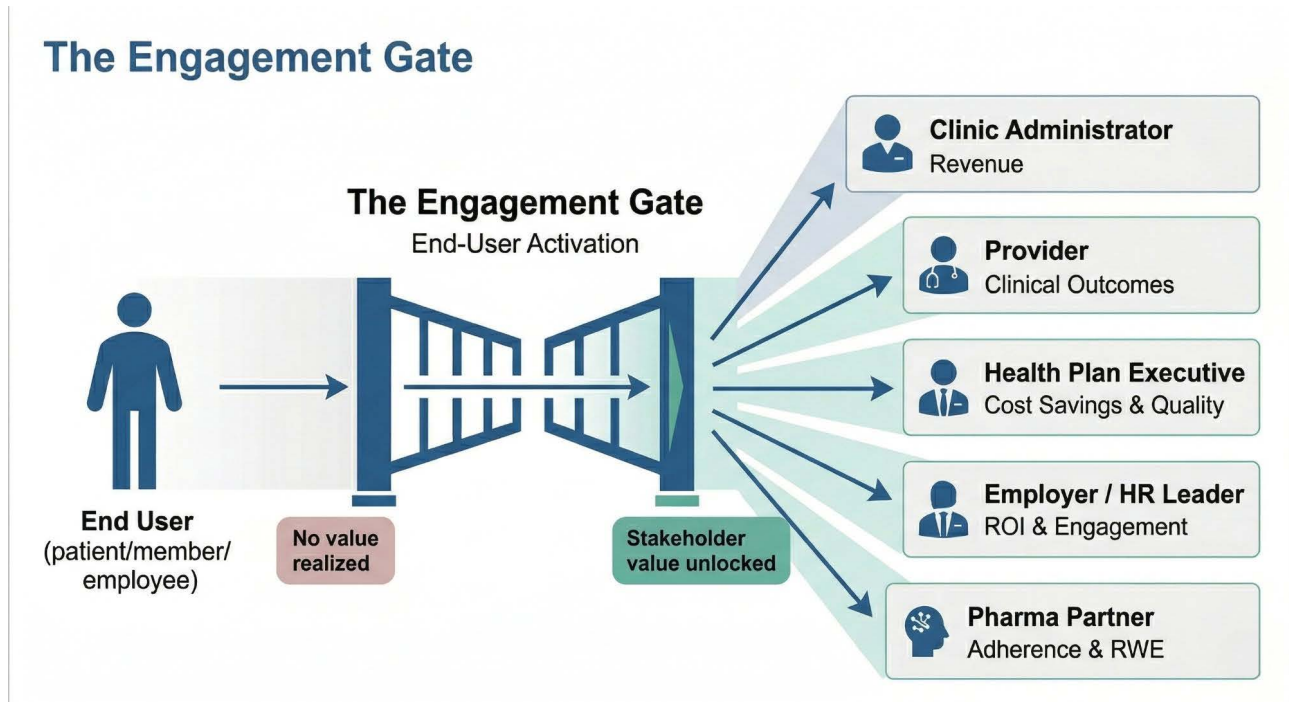 The Engagement Gate
The Engagement Gate
End-User Activation
End User
(patient/member/
employee)
No value
realized
Stakeholder
value unlocked
Clinic Administrator
Revenue
Provider
Clinical Outcomes
Health Plan Executive
Cost Savings & Quality
Employer / HR Leader
ROI & Engagement
Pharma Partner
Adherence & RWE